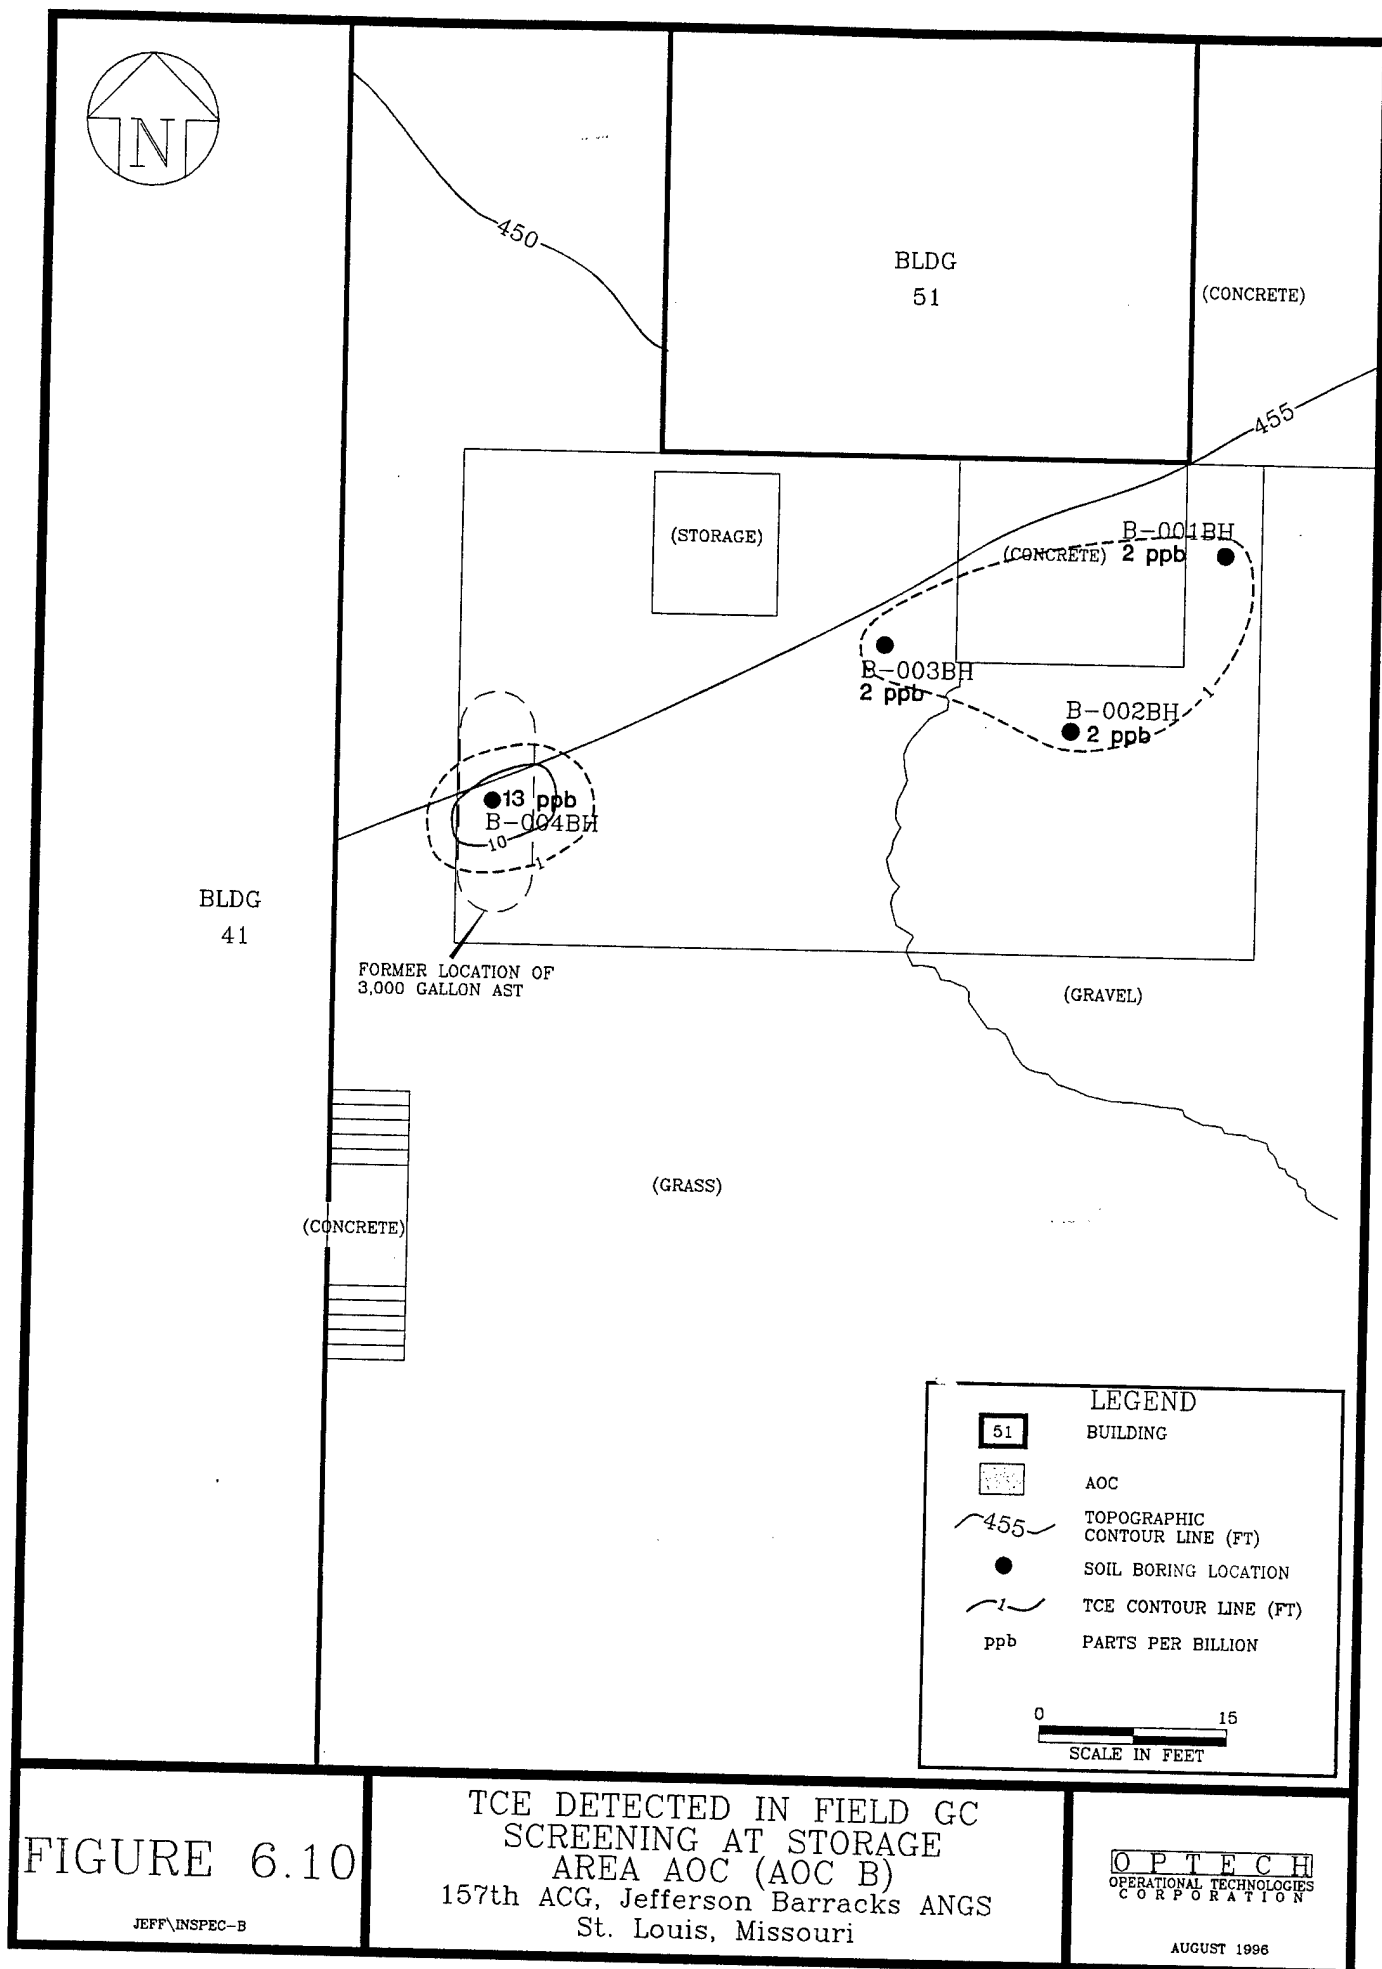 N
450
BLDG
51
(CONCRETE)
455
(STORAGE)
B-001BH
(CONCRETE) 2 ppb
B-003BH
2 ppb
1
B-002BH
2 ppb
13 ppb
B-004BH
10
1
BLDG
41
FORMER LOCATION OF
3,000 GALLON AST
(GRAVEL)
(GRASS)
(CONCRETE)
LEGEND
51 BUILDING
AOC
455 TOPOGRAPHIC
CONTOUR LINE (FT)
SOIL BORING LOCATION
1 TCE CONTOUR LINE (FT)
ppb PARTS PER BILLION
0 15
SCALE IN FEET
FIGURE 6.10
JEFF\INSPEC-B
TCE DETECTED IN FIELD GC
SCREENING AT STORAGE
AREA AOC (AOC B)
157th ACG, Jefferson Barracks ANGS
St. Louis, Missouri
OPTECH
OPERATIONAL TECHNOLOGIES
CORPORATION
AUGUST 1996